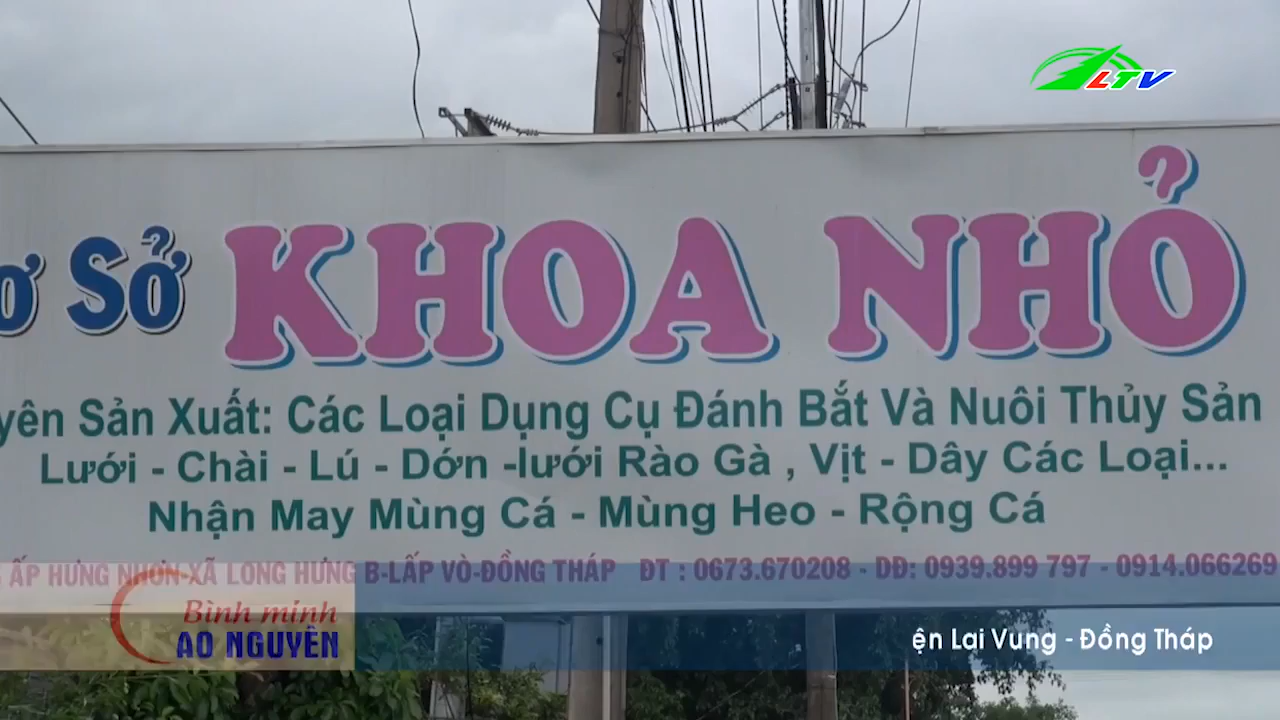 LTV
Sở KHOA NHỎ
Sản Xuất: Các Loại Dụng Cụ Đánh Bắt Và Nuôi Thủy Sản
Lưới - Chài - Lú - Dớn -lưới Rào Gà , Vịt - Dây Các Loại...
Nhận May Mùng Cá - Mùng Heo - Rộng Cá
ẤP HƯNG NHƠN-XÃ LONG HƯNG B-LẤP VÒ-ĐỒNG THÁP ĐT : 0673.670208 - DĐ: 0939.899 797 - 0914.066269
Bình minh
AO NGUYÊN
ện Lai Vung - Đồng Tháp